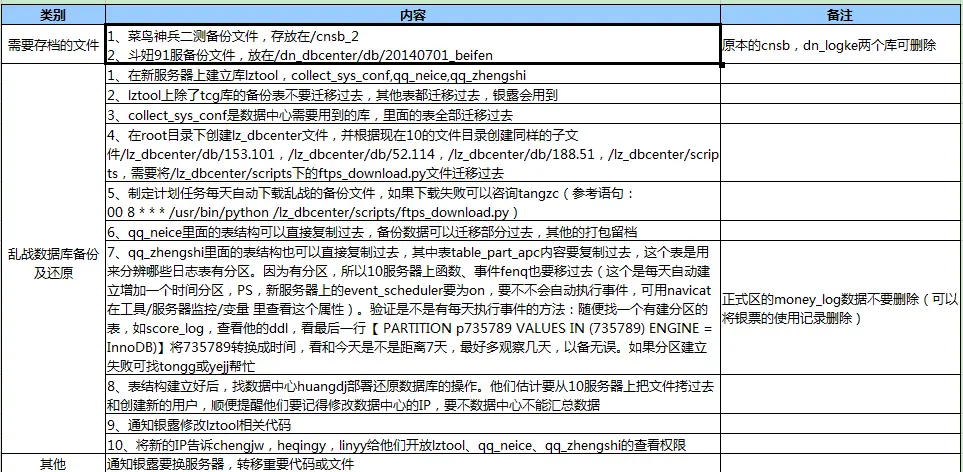 类别 内容 备注
需要存档的文件
1、菜鸟神兵二测备份文件，存放在/cnsb_2
2、斗妞91服备份文件，放在/dn_dbcenter/db/20140701_beifen
原本的cnsb，dn_logke两个库可删除
乱战数据库备份
及还原
1、在新服务器上建立库lztool，collect_sys_conf,qq_neice,qq_zhengshi
2、lztool上除了tcg库的备份表不要迁移过去，其他表都迁移过去，银露会用到
3、collect_sys_conf是数据中心需要用到的库，里面的表全部迁移过去
4、在root目录下创建lz_dbcenter文件，并根据现在10的文件目录创建同样的子文
件/lz_dbcenter/db/153.101，/lz_dbcenter/db/52.114，/lz_dbcenter/db/188.51，/lz_dbcenter/scrip
ts，需要将/lz_dbcenter/scripts下的ftps_download.py文件迁移过去
5、制定计划任务每天自动下载乱战的备份文件，如果下载失败可以咨询tangzc（参考语句：
00 8 * * * /usr/bin/python /lz_dbcenter/scripts/ftps_download.py）
6、qq_neice里面的表结构可以直接复制过去，备份数据可以迁移部分过去，其他的打包留档
7、qq_zhengshi里面的表结构也可以直接复制过去，其中表table_part_apc内容要复制过去，这个表是用
来分辨哪些日志表有分区。因为有分区，所以10服务器上函数、事件fenq也要移过去（这个是每天自动建
立增加一个时间分区，PS，新服务器上的event_scheduler要为on，要不不会自动执行事件，可用navicat
在工具/服务器监控/变量 里查看这个属性）。验证是不是有每天执行事件的方法：随便找一个有建分区的
表，如score_log，查看他的ddl，看最后一行【 PARTITION p735789 VALUES IN (735789) ENGINE =
InnoDB)】将735789转换成时间，看和今天是不是距离7天，最好多观察几天，以备无误。如果分区建立
失败可找tongg或yejj帮忙
正式区的money_log数据不要删除（可以
将银票的使用记录删除）
8、表结构建立好后，找数据中心huangdj部署还原数据库的操作。他们估计要从10服务器上把文件拷过去
和创建新的用户，顺便提醒他们要记得修改数据中心的IP，要不数据中心不能汇总数据
9、通知银露修改lztool相关代码
10、将新的IP告诉chengjw，heqingy，linyy给他们开放lztool、qq_neice、qq_zhengshi的查看权限
其他 通知银露要换服务器，转移重要代码或文件